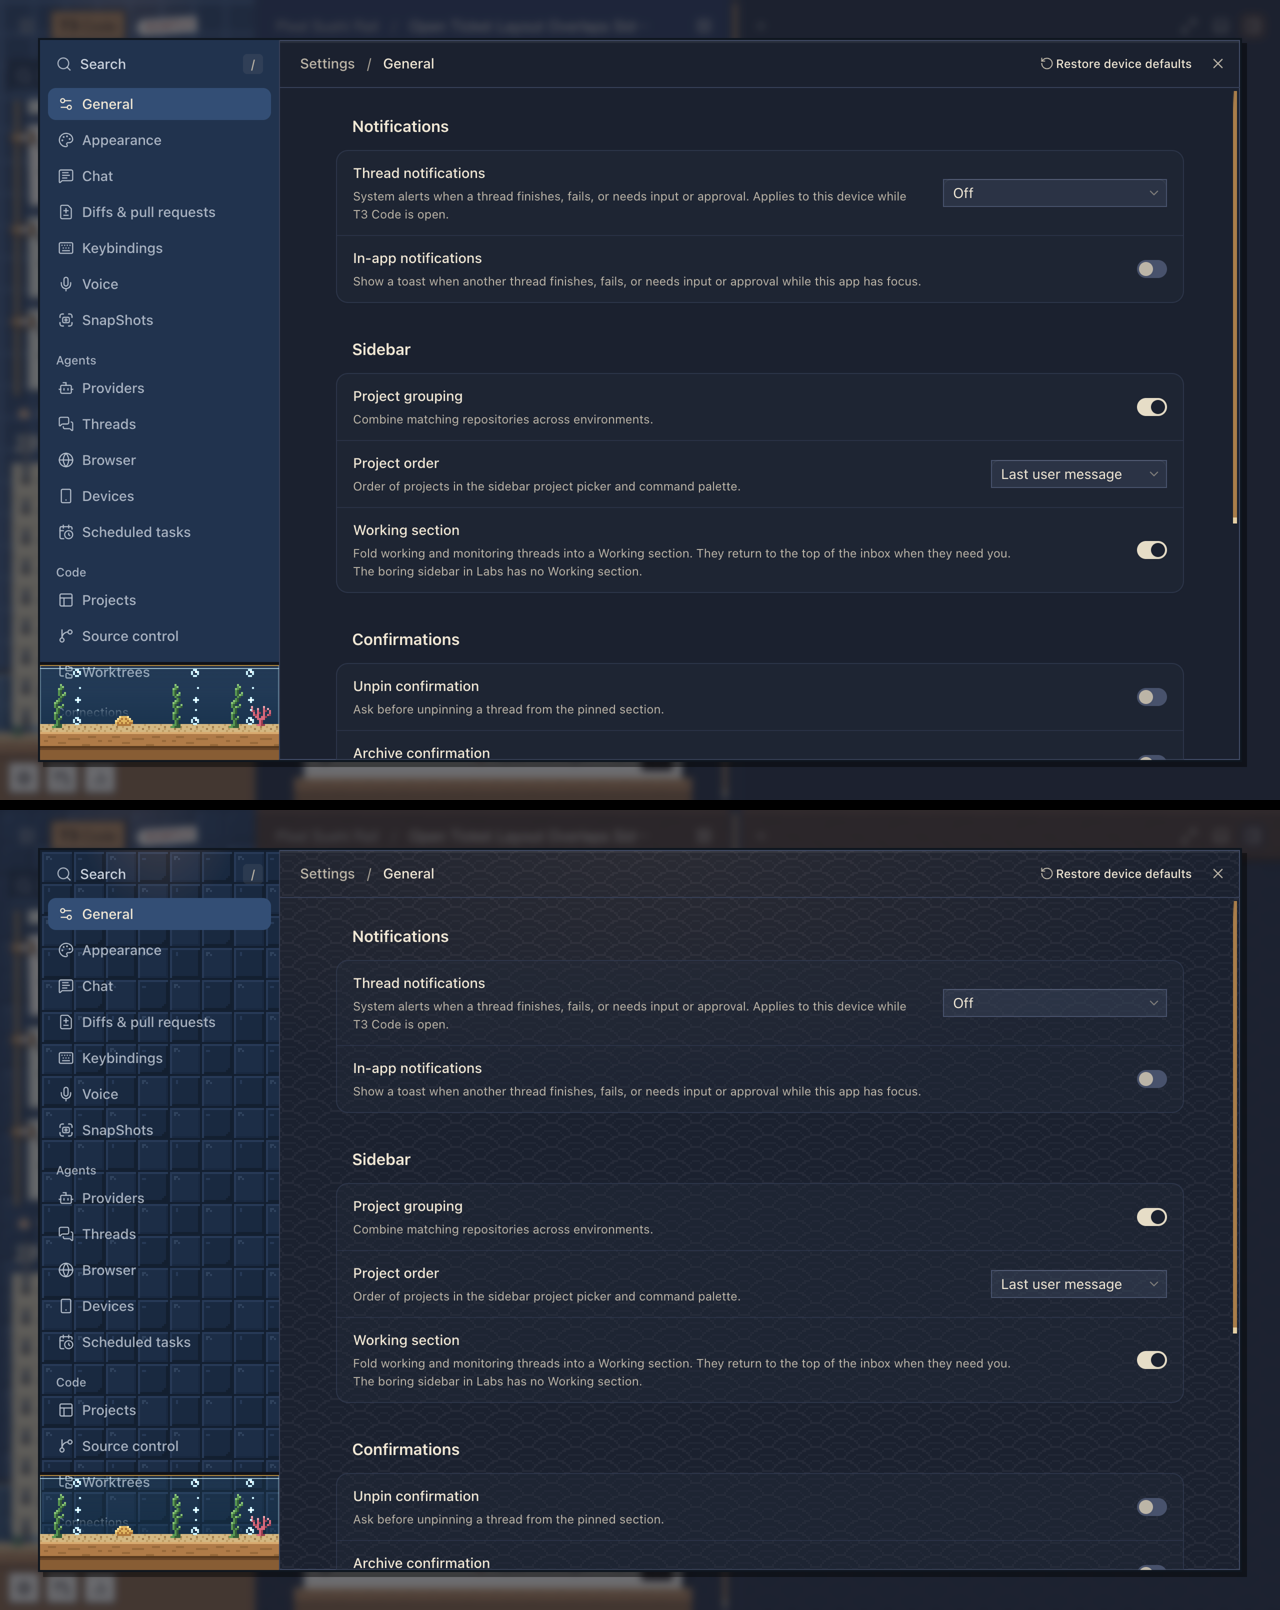 Search /
Settings / General
Restore device defaults
General
Appearance
Chat
Diffs & pull requests
Keybindings
Voice
SnapShots
Agents
Providers
Threads
Browser
Devices
Scheduled tasks
Code
Projects
Source control
Worktrees
Connections
Notifications
Thread notifications
System alerts when a thread finishes, fails, or needs input or approval. Applies to this device while
T3 Code is open.
Off
In-app notifications
Show a toast when another thread finishes, fails, or needs input or approval while this app has focus.
Sidebar
Project grouping
Combine matching repositories across environments.
Project order
Order of projects in the sidebar project picker and command palette.
Last user message
Working section
Fold working and monitoring threads into a Working section. They return to the top of the inbox when they need you.
The boring sidebar in Labs has no Working section.
Confirmations
Unpin confirmation
Ask before unpinning a thread from the pinned section.
Archive confirmation
Search /
Settings / General
Restore device defaults
General
Appearance
Chat
Diffs & pull requests
Keybindings
Voice
SnapShots
Agents
Providers
Threads
Browser
Devices
Scheduled tasks
Code
Projects
Source control
Worktrees
Connections
Notifications
Thread notifications
System alerts when a thread finishes, fails, or needs input or approval. Applies to this device while
T3 Code is open.
Off
In-app notifications
Show a toast when another thread finishes, fails, or needs input or approval while this app has focus.
Sidebar
Project grouping
Combine matching repositories across environments.
Project order
Order of projects in the sidebar project picker and command palette.
Last user message
Working section
Fold working and monitoring threads into a Working section. They return to the top of the inbox when they need you.
The boring sidebar in Labs has no Working section.
Confirmations
Unpin confirmation
Ask before unpinning a thread from the pinned section.
Archive confirmation